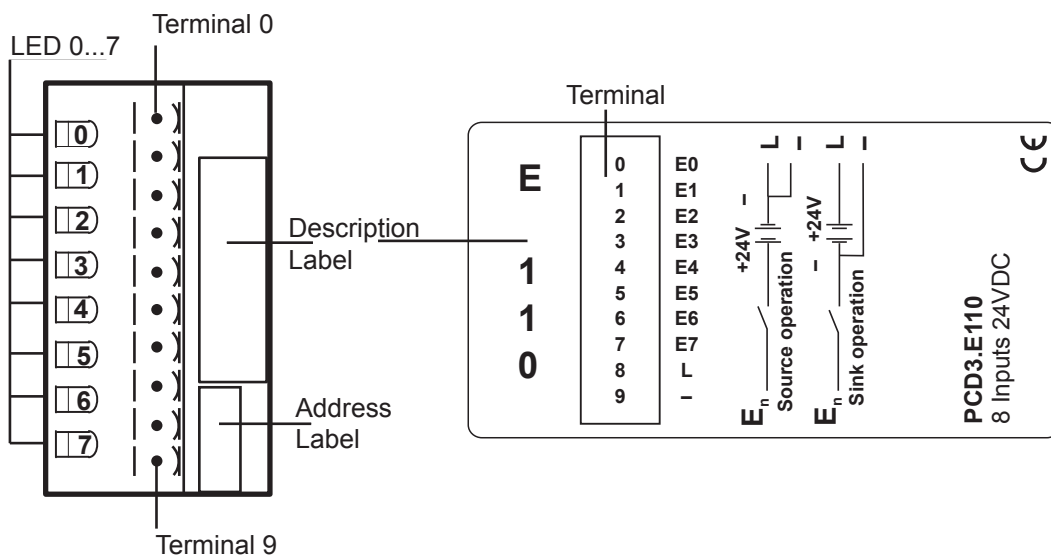 Terminal 0
LED 0...7
0
1
2
3
4
5
6
7
Description
Label
Address
Label
Terminal 9
Terminal
E
1
1
0
0 E0
1 E1
2 E2
3 E3
4 E4
5 E5
6 E6
7 E7
8 L
9 –
L –
+24V –
En
Source operation
L –
– +24V
En
Sink operation
PCD3.E110
8 Inputs 24VDC
CE